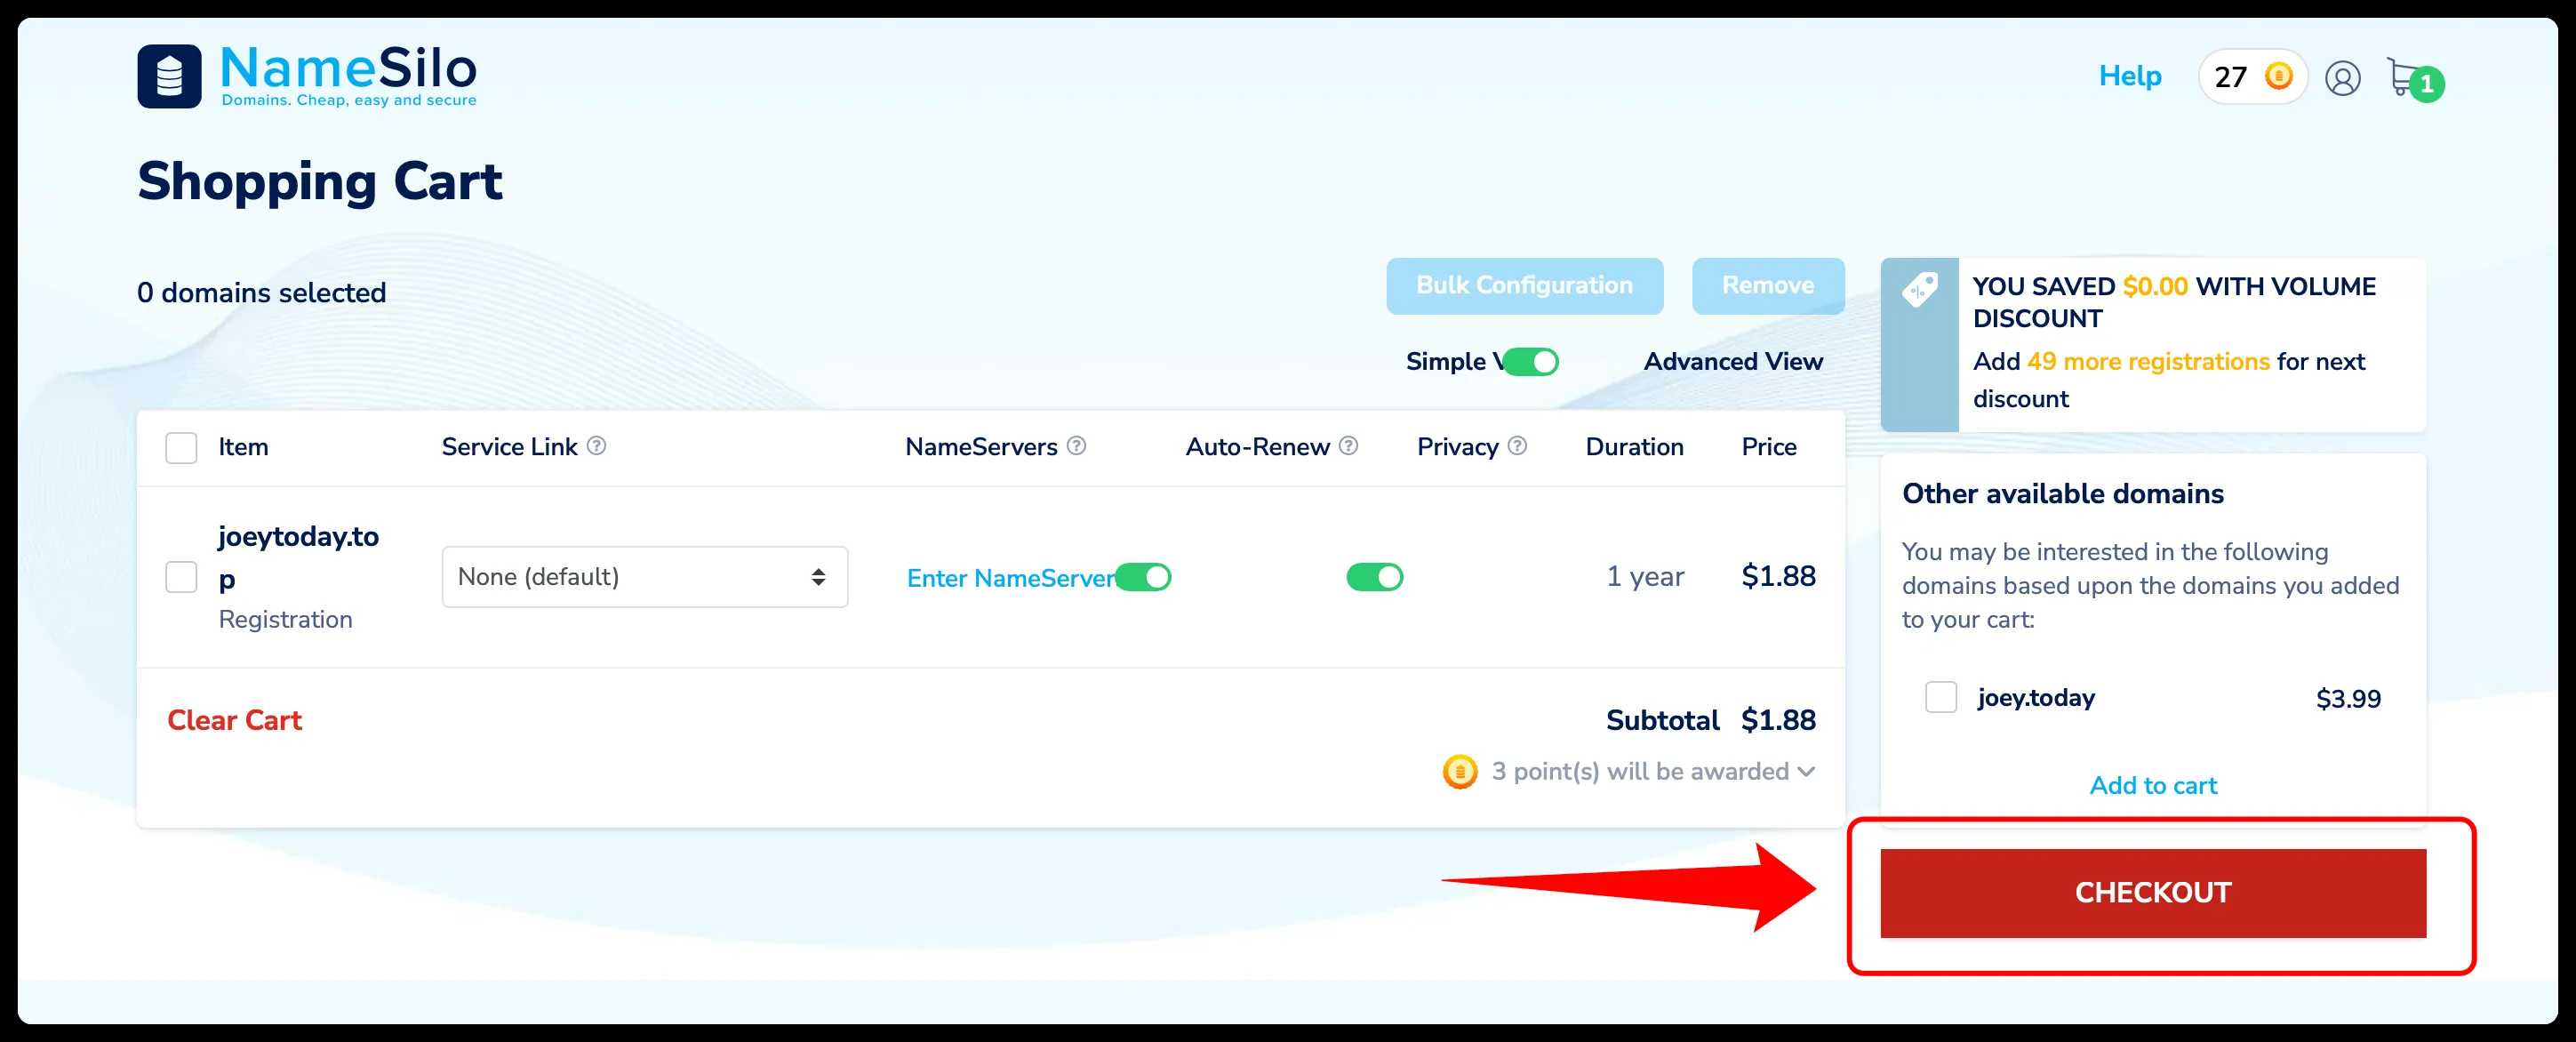 NameSilo
Domains. Cheap, easy and secure
Help
27
1
Shopping Cart
0 domains selected
Bulk Configuration
Remove
Simple V
Advanced View
YOU SAVED $0.00 WITH VOLUME
DISCOUNT
Add 49 more registrations for next
discount
Item
Service Link
NameServers
Auto-Renew
Privacy
Duration
Price
joeytoday.to
p
Registration
None (default)
Enter NameServer
1 year
$1.88
Clear Cart
Subtotal $1.88
3 point(s) will be awarded
Other available domains
You may be interested in the following
domains based upon the domains you added
to your cart:
joey.today
$3.99
Add to cart
CHECKOUT